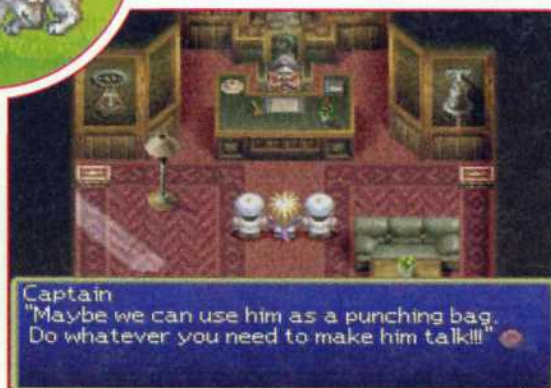 Captain
"Maybe we can use him as a punching bag.
Do whatever you need to make him talk!!!"